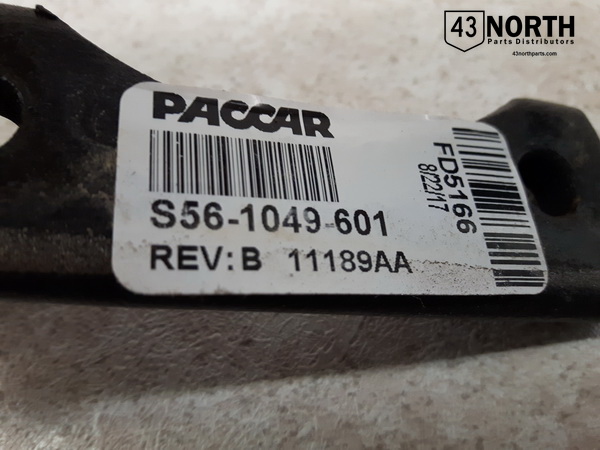 43 NORTH
Parts Distributors
43northparts.com
PACCAR
S56-1049-601
REV: B 11189AA
FD5166
8/22/17